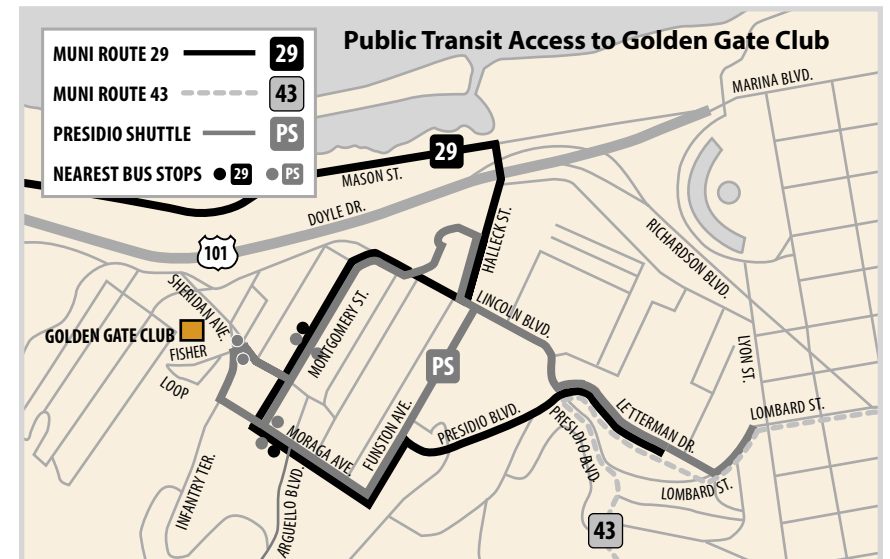 Public Transit Access to Golden Gate Club
MUNI ROUTE 29 29
MUNI ROUTE 43 43
PRESIDIO SHUTTLE PS
NEAREST BUS STOPS 29 PS
MARINA BLVD.
29
MASON ST.
DOYLE DR.
101
HALLECK ST.
RICHARDSON BLVD.
SHERIDAN AVE.
MONTGOMERY ST.
LINCOLN BLVD.
GOLDEN GATE CLUB
FISHER
LOOP
PS
LYON ST.
LETTERMAN DR.
LOMBARD ST.
PRESIDIO BLVD.
PRESIDIO BLVD.
FUNSTON AVE.
MORAGA AVE.
INFANTRY TER.
ARGUELLO BLVD.
LOMBARD ST.
43